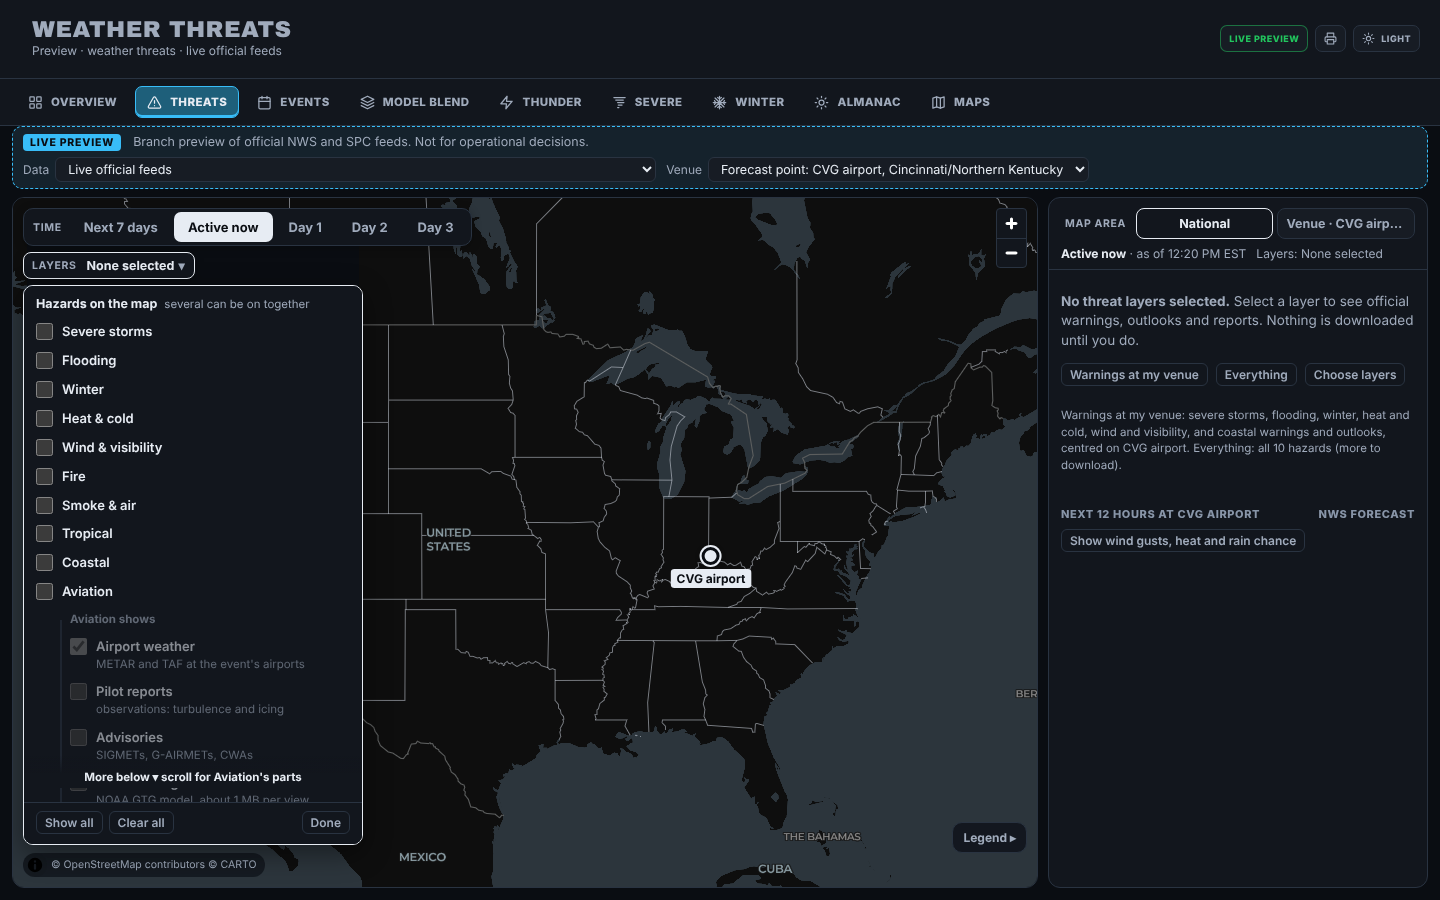 WEATHER THREATS
Preview · weather threats · live official feeds
LIVE PREVIEW
LIGHT
OVERVIEW
THREATS
EVENTS
MODEL BLEND
THUNDER
SEVERE
WINTER
ALMANAC
MAPS
LIVE PREVIEW Branch preview of official NWS and SPC feeds. Not for operational decisions.
Data Live official feeds
Venue Forecast point: CVG airport, Cincinnati/Northern Kentucky
TIME Next 7 days Active now Day 1 Day 2 Day 3
LAYERS None selected ▾
Hazards on the map several can be on together
Severe storms
Flooding
Winter
Heat & cold
Wind & visibility
Fire
Smoke & air
Tropical
Coastal
Aviation
Aviation shows
Airport weather
METAR and TAF at the event's airports
Pilot reports
observations: turbulence and icing
Advisories
SIGMETs, G-AIRMETs, CWAs
More below ▾ scroll for Aviation's parts
NOAA GTG model, about 1 MB per view
Show all Clear all Done
© OpenStreetMap contributors © CARTO
+
−
UNITED
STATES
CVG airport
BER
THE BAHAMAS
MEXICO
CUBA
Legend ▸
MAP AREA National Venue · CVG airp...
Active now · as of 12:20 PM EST Layers: None selected
No threat layers selected. Select a layer to see official
warnings, outlooks and reports. Nothing is downloaded
until you do.
Warnings at my venue Everything Choose layers
Warnings at my venue: severe storms, flooding, winter, heat and
cold, wind and visibility, and coastal warnings and outlooks,
centred on CVG airport. Everything: all 10 hazards (more to
download).
NEXT 12 HOURS AT CVG AIRPORT NWS FORECAST
Show wind gusts, heat and rain chance